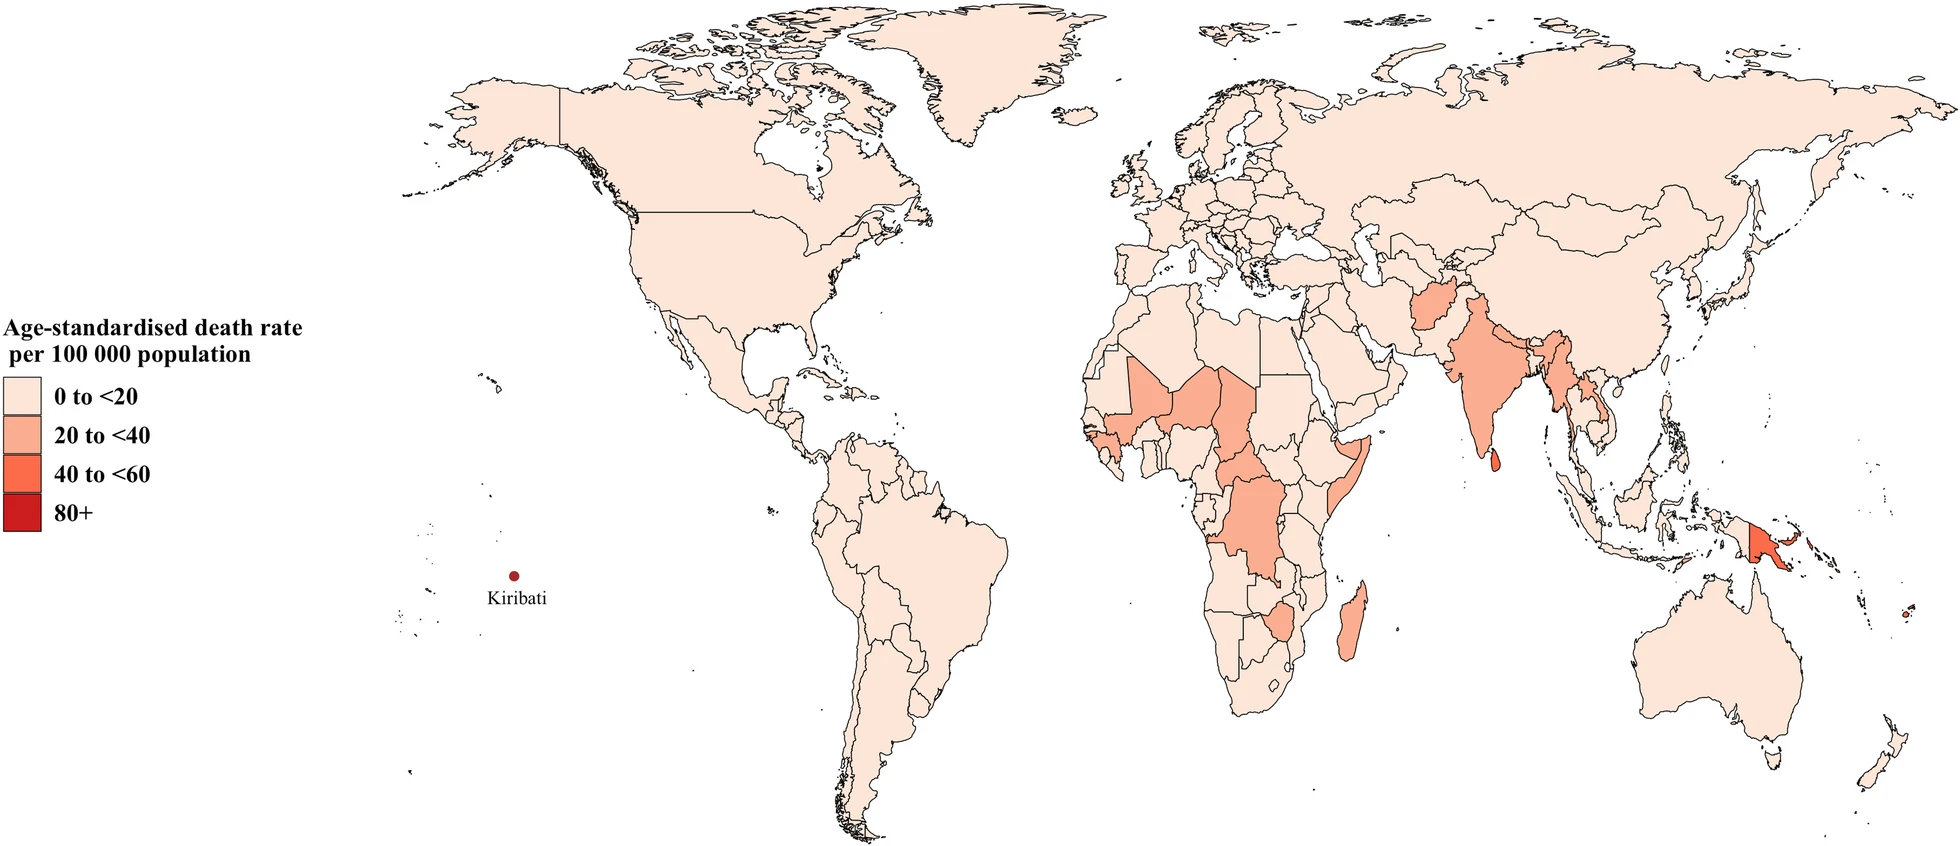 Age-standardised death rate
per 100 000 population
0 to <20
20 to <40
40 to <60
80+
Kiribati